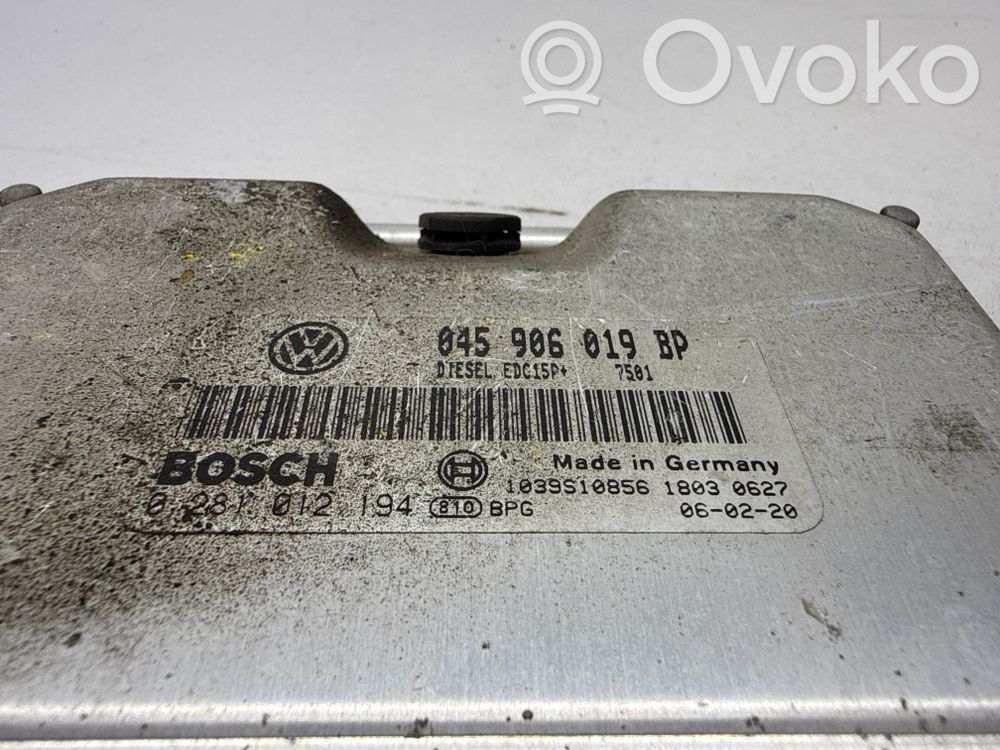 Ovoko
045 906 019 BP
DIESEL EDC15P+ 7501
BOSCH
Made in Germany
0 281 012 194 810 BPG
1039S10856 1803 0627
06-02-20